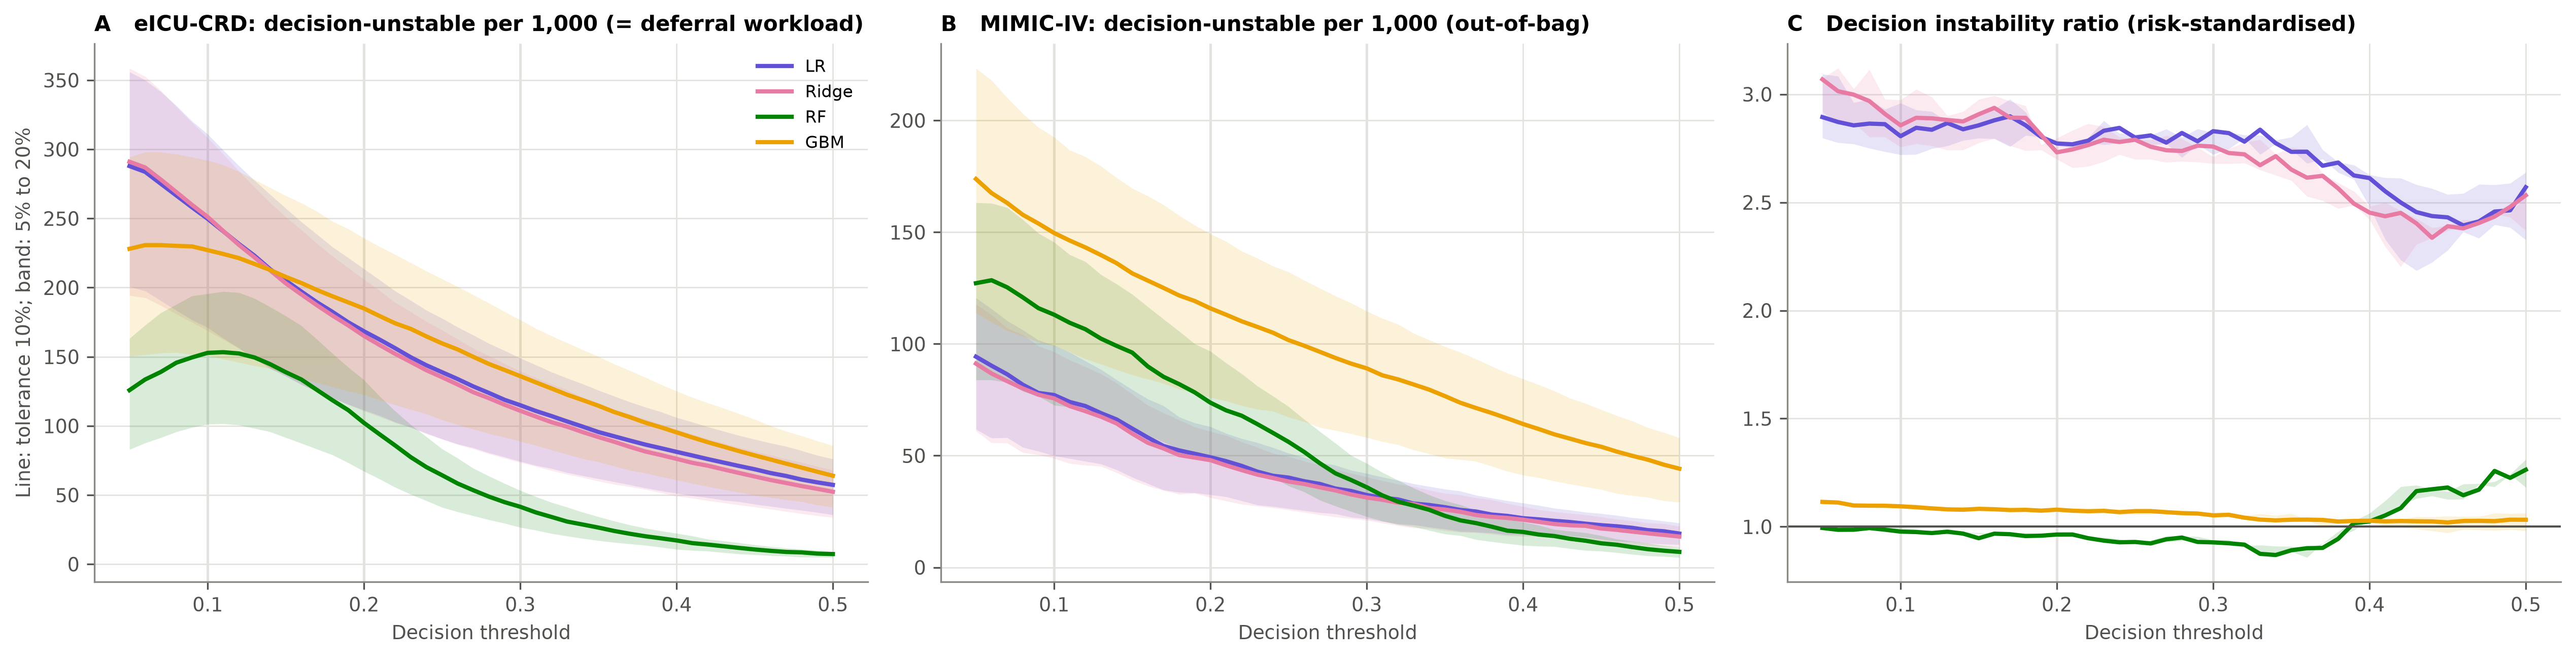 A eICU-CRD: decision-unstable per 1,000 (= deferral workload)
Line: tolerance 10%; band: 5% to 20%
350
300
250
200
150
100
50
0
LR
Ridge
RF
GBM
0.1 0.2 0.3 0.4 0.5
Decision threshold
B MIMIC-IV: decision-unstable per 1,000 (out-of-bag)
200
150
100
50
0
0.1 0.2 0.3 0.4 0.5
Decision threshold
C Decision instability ratio (risk-standardised)
3.0
2.5
2.0
1.5
1.0
0.1 0.2 0.3 0.4 0.5
Decision threshold